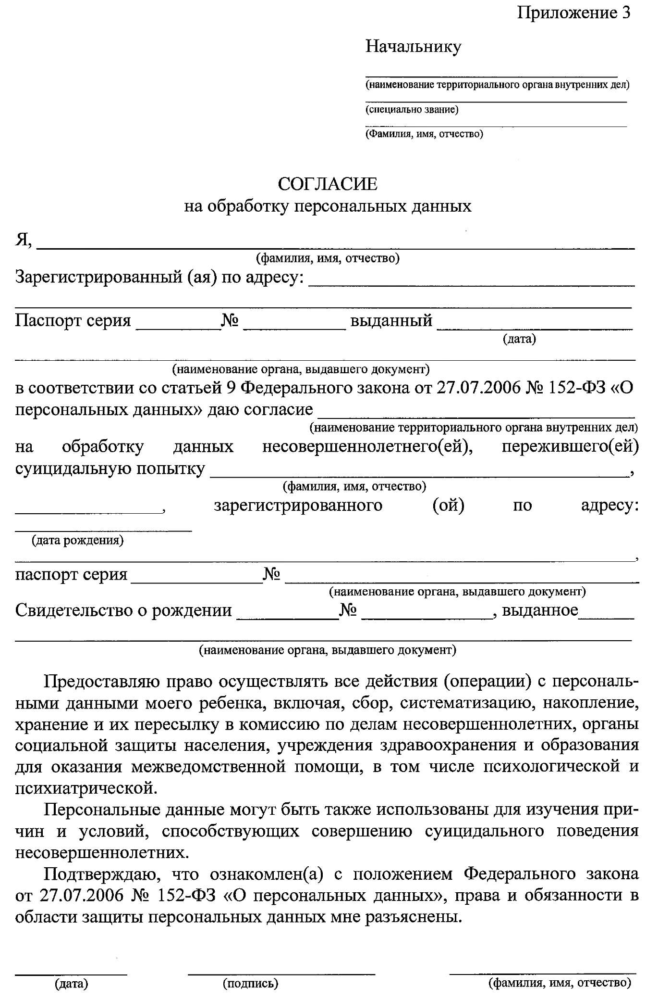 Приложение 3
Начальнику
(наименование территориального органа внутренних дел)
(специально звание)
(Фамилия, имя, отчество)
СОГЛАСИЕ
на обработку персональных данных
Я,
(фамилия, имя, отчество)
Зарегистрированный (ая) по адресу:
Паспорт серия № выданный
(дата)
(наименование органа, выдавшего документ)
в соответствии со статьей 9 Федерального закона от 27.07.2006 № 152-ФЗ «О
персональных данных» даю согласие
(наименование территориального органа внутренних дел)
на обработку данных несовершеннолетнего(ей), пережившего(ей)
суицидальную попытку ,
(фамилия, имя, отчество)
, зарегистрированного (ой) по адресу:
(дата рождения)
,
паспорт серия №
(наименование органа, выдавшего документ)
Свидетельство о рождении № , выданное
(наименование органа, выдавшего документ)
Предоставляю право осуществлять все действия (операции) с персональ-
ными данными моего ребенка, включая, сбор, систематизацию, накопление,
хранение и их пересылку в комиссию по делам несовершеннолетних, органы
социальной защиты населения, учреждения здравоохранения и образования
для оказания межведомственной помощи, в том числе психологической и
психиатрической.
Персональные данные могут быть также использованы для изучения при-
чин и условий, способствующих совершению суицидального поведения
несовершеннолетних.
Подтверждаю, что ознакомлен(а) с положением Федерального закона
от 27.07.2006 № 152-ФЗ «О персональных данных», права и обязанности в
области защиты персональных данных мне разъяснены.
(дата) (подпись) (фамилия, имя, отчество)